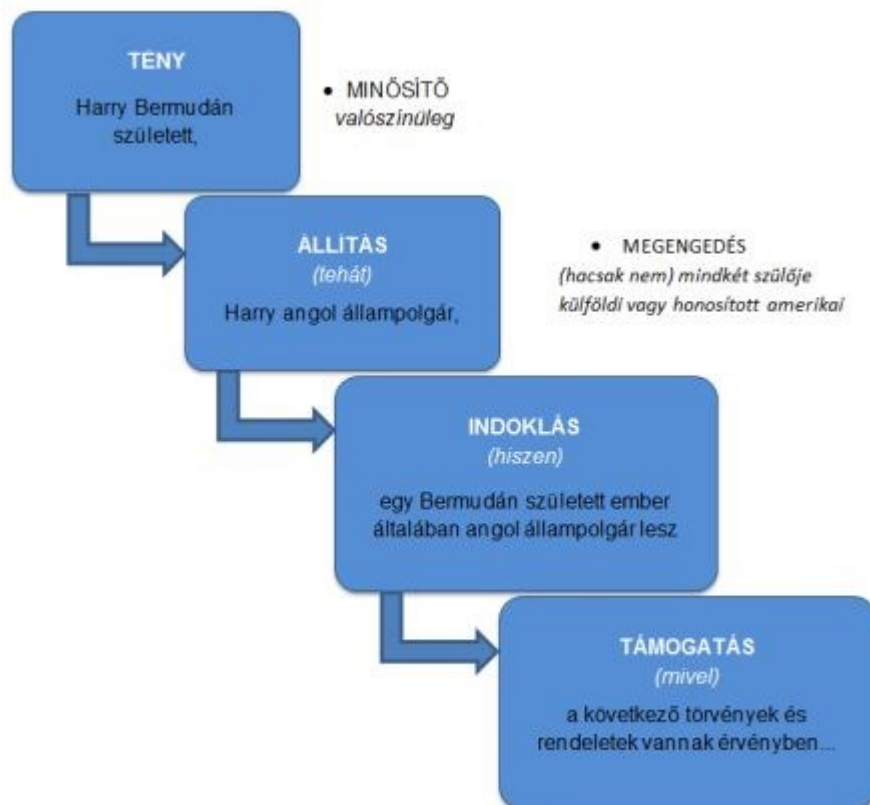 TÉNY
Harry Bermudán
született,
• MINŐSÍTŐ
valószínüleg
ÁLLÍTÁS
(tehát)
Harry angol állampolgár,
• MEGENGEDÉS
(hacsak nem) mindkét szülője
külföldi vagy honosított amerikai
INDOKLÁS
(hiszen)
egy Bermudán született ember
általában angol állampolgár lesz
TÁMOGATÁS
(mivel)
a következő törvények és
rendeletek vannak érvényben...